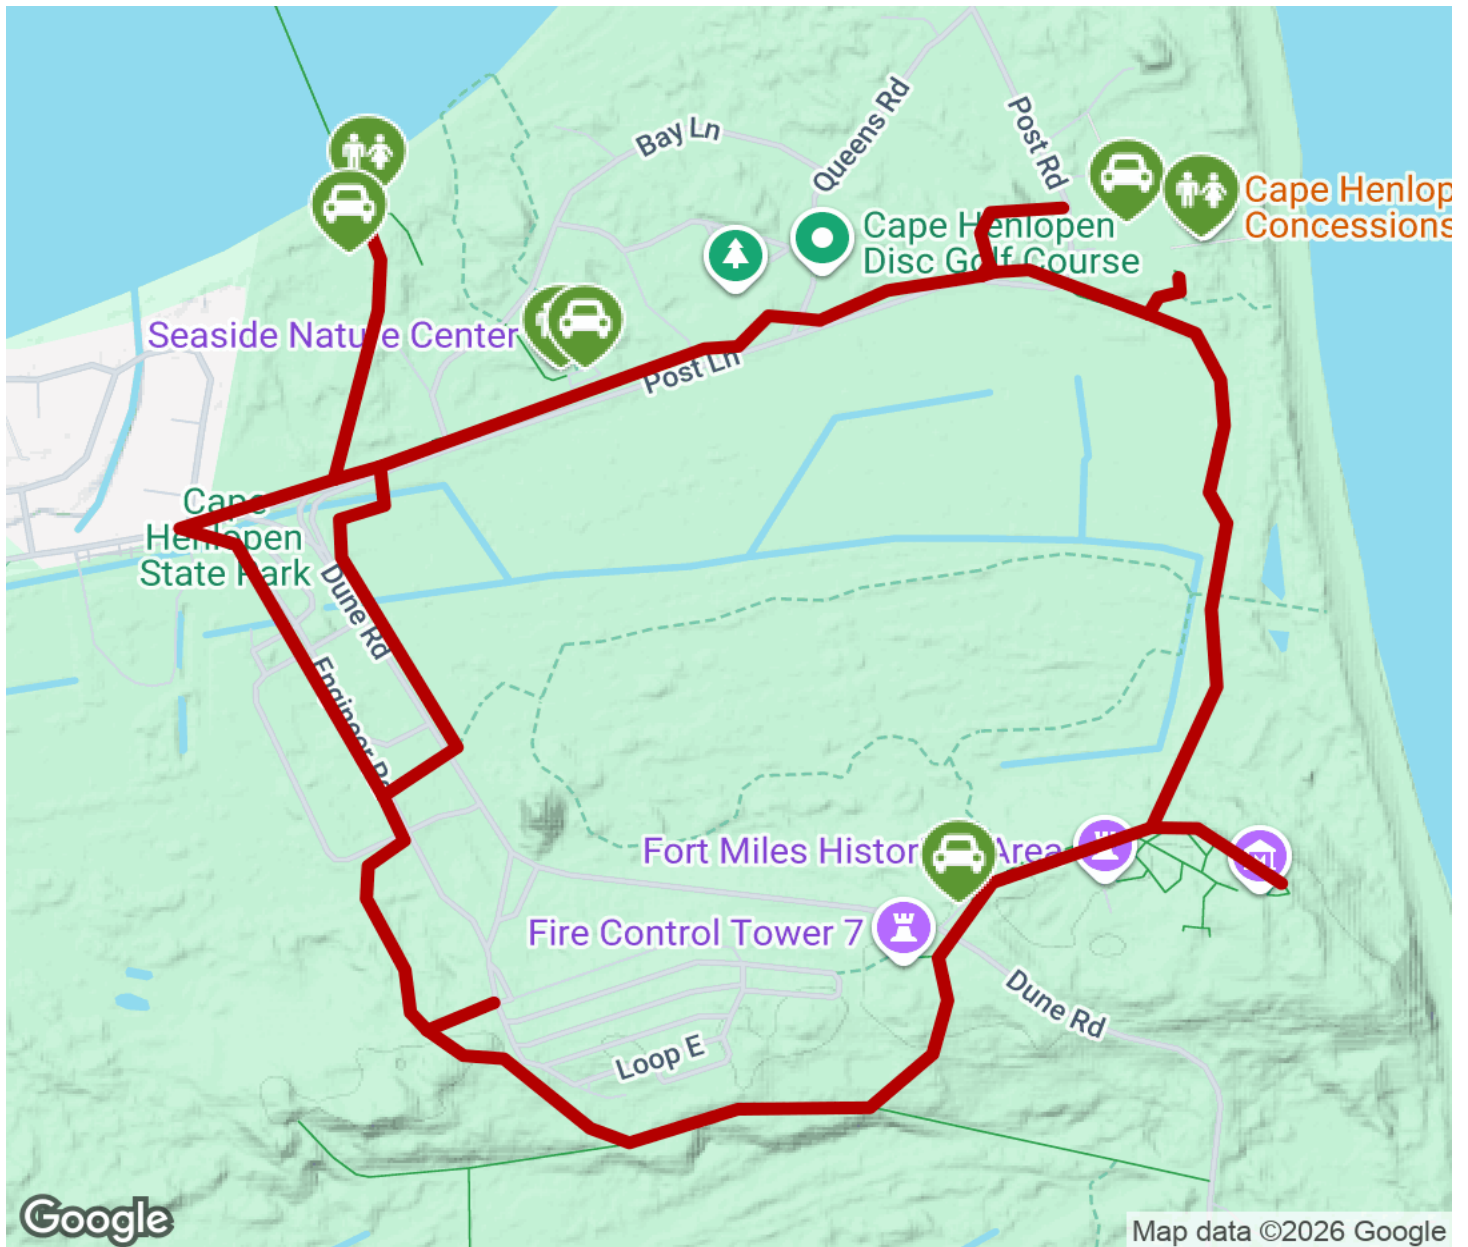 Bay Ln
Queens Rd
Post Rd
Cape Henlop
Concessions
Cape Henlopen
Disc Golf Course
Seaside Nature Center
Post Ln
Cape
Henlopen
State Park
Dune Rd
Engineer Rd
Fort Miles Historic Area
Fire Control Tower 7
Dune Rd
Loop E
Google
Map data ©2026 Google